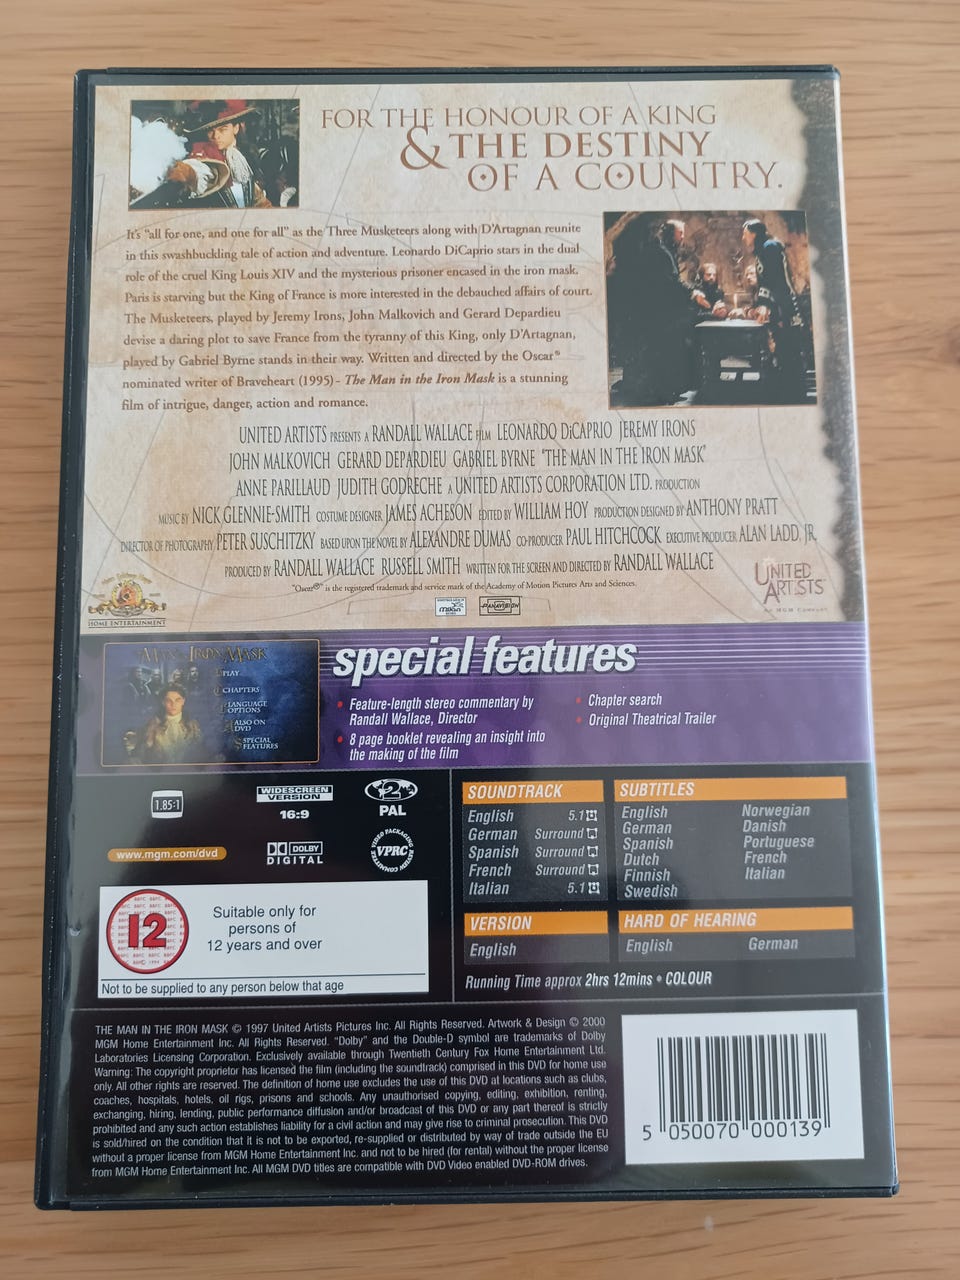 FOR THE HONOUR OF A KING
& THE DESTINY
OF A COUNTRY.
It's "all for one, and one for all" as the Three Musketeers along with D'Artagnan reunite
in this swashbuckling tale of action and adventure. Leonardo DiCaprio stars in the dual
role of the cruel King Louis XIV and the mysterious prisoner encased in the iron mask.
Paris is starving but the King of France is more interested in the debauched affairs of court.
The Musketeers, played by Jeremy Irons, John Malkovich and Gerard Depardieu
devise a daring plot to save France from the tyranny of this King, only D'Artagnan,
played by Gabriel Byrne stands in their way. Written and directed by the Oscar®
nominated writer of Braveheart (1995) - The Man in the Iron Mask is a stunning
film of intrigue, danger, action and romance.
UNITED ARTISTS PRESENTS A RANDALL WALLACE FILM LEONARDO DiCAPRIO JEREMY IRONS
JOHN MALKOVICH GERARD DEPARDIEU GABRIEL BYRNE "THE MAN IN THE IRON MASK"
ANNE PARILLAUD JUDITH GODRECHE A UNITED ARTISTS CORPORATION LTD. PRODUCTION
MUSIC BY NICK GLENNIE-SMITH COSTUME DESIGNER JAMES ACHESON EDITED BY WILLIAM HOY PRODUCTION DESIGNED BY ANTHONY PRATT
DIRECTOR OF PHOTOGRAPHY PETER SUSCHITZKY BASED UPON THE NOVEL BY ALEXANDRE DUMAS CO-PRODUCER PAUL HITCHCOCK EXECUTIVE PRODUCER ALAN LADD, JR.
PRODUCED BY RANDALL WALLACE RUSSELL SMITH WRITTEN FOR THE SCREEN AND DIRECTED BY RANDALL WALLACE
"Oscar®" is the registered trademark and service mark of the Academy of Motion Pictures Arts and Sciences.
HOME ENTERTAINMENT
PANAVISION
UNITED
ARTISTS
AN MGM COMPANY
MAN IRON MASK
PLAY
CHAPTERS
LANGUAGE
OPTIONS
ALSO ON
DVD
SPECIAL
FEATURES
special features
• Feature-length stereo commentary by
Randall Wallace, Director
• 8 page booklet revealing an insight into
the making of the film
• Chapter search
• Original Theatrical Trailer
1.85:1
WIDESCREEN
VERSION
16:9
2
PAL
www.mgm.com/dvd
DOLBY
DIGITAL
VIDEO PACKAGING REVIEW COMMITTEE
VPRC
12
Suitable only for
persons of
12 years and over
Not to be supplied to any person below that age
SOUNDTRACK
English 5.1
German Surround
Spanish Surround
French Surround
Italian 5.1
SUBTITLES
English Norwegian
German Danish
Spanish Portuguese
Dutch French
Finnish Italian
Swedish
VERSION
English
HARD OF HEARING
English German
Running Time approx 2hrs 12mins • COLOUR
THE MAN IN THE IRON MASK © 1997 United Artists Pictures Inc. All Rights Reserved. Artwork & Design © 2000
MGM Home Entertainment Inc. All Rights Reserved. "Dolby" and the Double-D symbol are trademarks of Dolby
Laboratories Licensing Corporation. Exclusively available through Twentieth Century Fox Home Entertainment Ltd.
Warning: The copyright proprietor has licensed the film (including the soundtrack) comprised in this DVD for home use
only. All other rights are reserved. The definition of home use excludes the use of this DVD at locations such as clubs,
coaches, hospitals, hotels, oil rigs, prisons and schools. Any unauthorised copying, editing, exhibition, renting,
exchanging, hiring, lending, public performance diffusion and/or broadcast of this DVD or any part thereof is strictly
prohibited and any such action establishes liability for a civil action and may give rise to criminal prosecution. This DVD
is sold/hired on the condition that it is not to be exported, re-supplied or distributed by way of trade outside the EU
without a proper license from MGM Home Entertainment Inc. and not to be hired (for rental) without the proper license
from MGM Home Entertainment Inc. All MGM DVD titles are compatible with DVD Video enabled DVD-ROM drives.
5 050070 000139